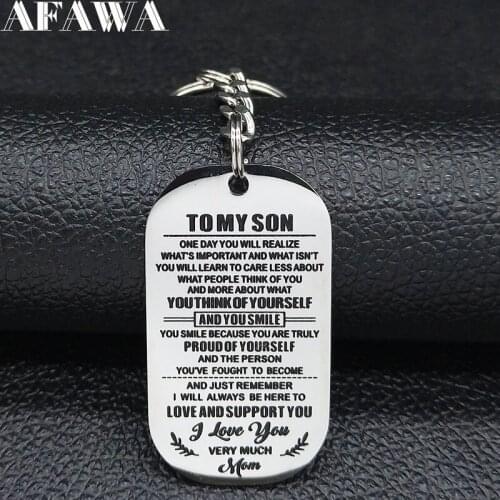 AFAWA
TO MY SON
ONE DAY YOU WILL REALIZE
WHAT'S IMPORTANT AND WHAT ISN'T
YOU WILL LEARN TO CARE LESS ABOUT
WHAT PEOPLE THINK OF YOU
AND MORE ABOUT WHAT
YOU THINK OF YOURSELF
AND YOU SMILE
YOU SMILE BECAUSE YOU ARE TRULY
PROUD OF YOURSELF
AND THE PERSON
YOU'VE FOUGHT TO BECOME
AND JUST REMEMBER
I WILL ALWAYS BE HERE TO
LOVE AND SUPPORT YOU
I Love You
VERY MUCH
Mom